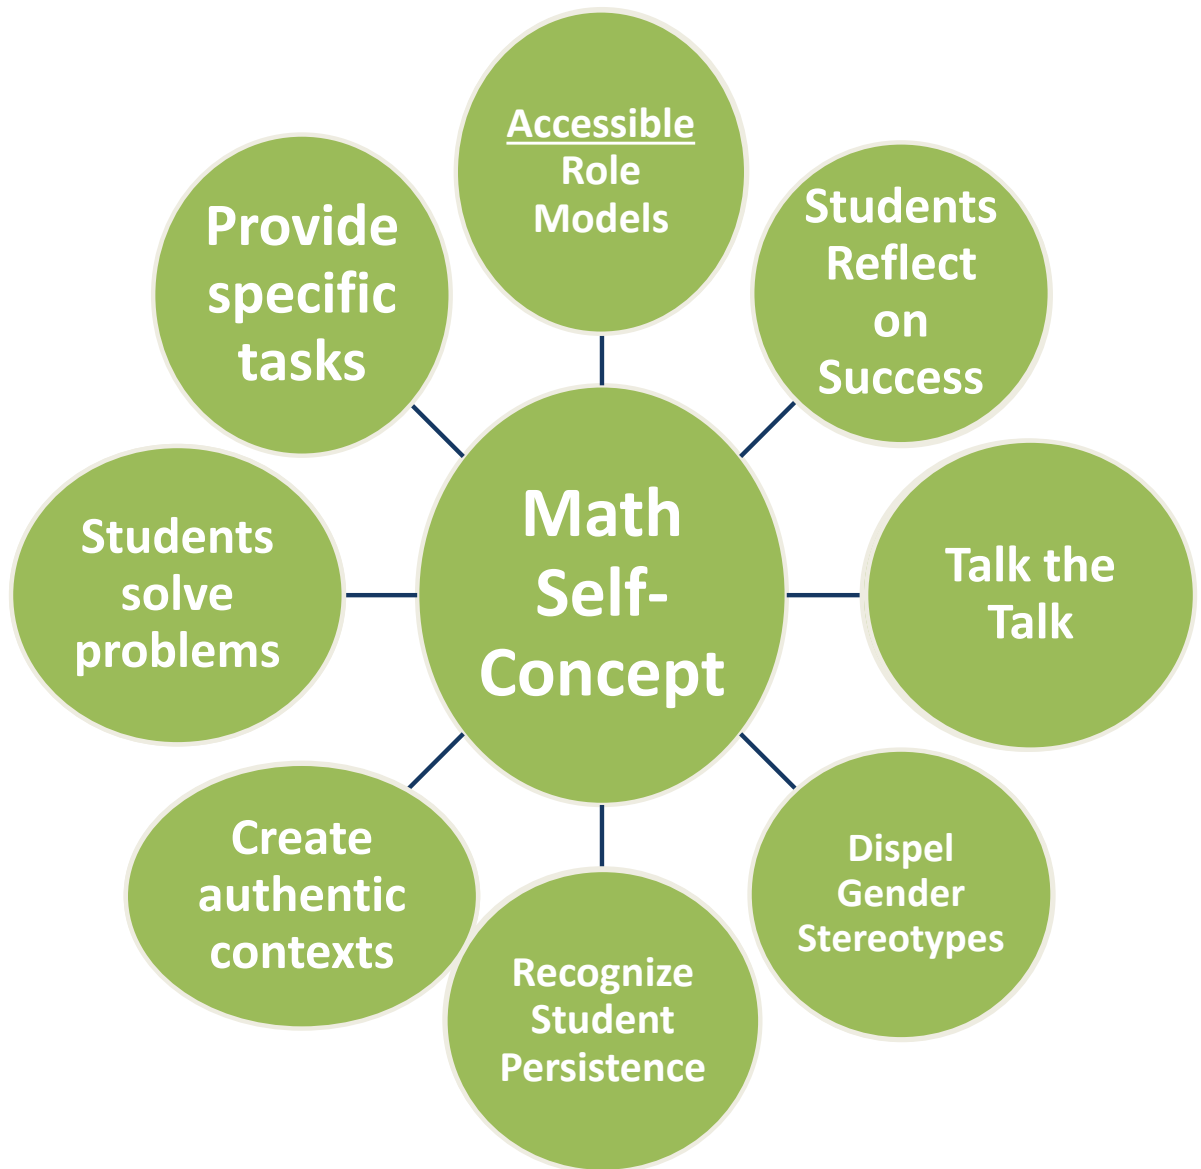 Accessible
Role
Models
Students
Reflect
on
Success
Talk the
Talk
Dispel
Gender
Stereotypes
Recognize
Student
Persistence
Create
authentic
contexts
Students
solve
problems
Provide
specific
tasks
Math
Self-
Concept